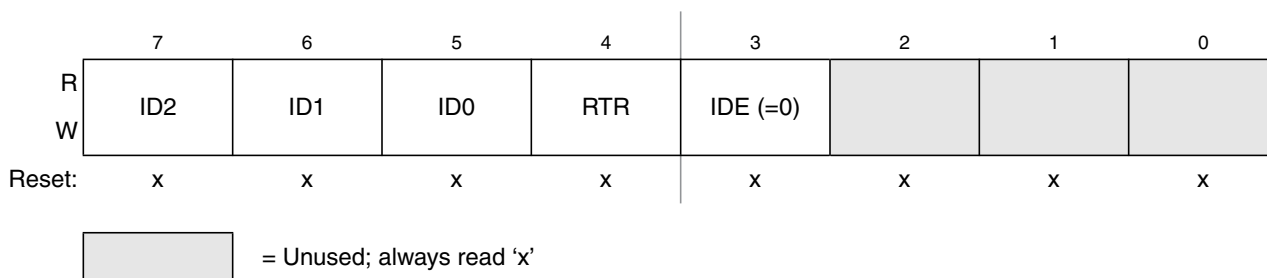 7 6 5 4 3 2 1 0
R
ID2 ID1 ID0 RTR IDE (=0)
W
Reset: x x x x x x x x
= Unused; always read ‘x’